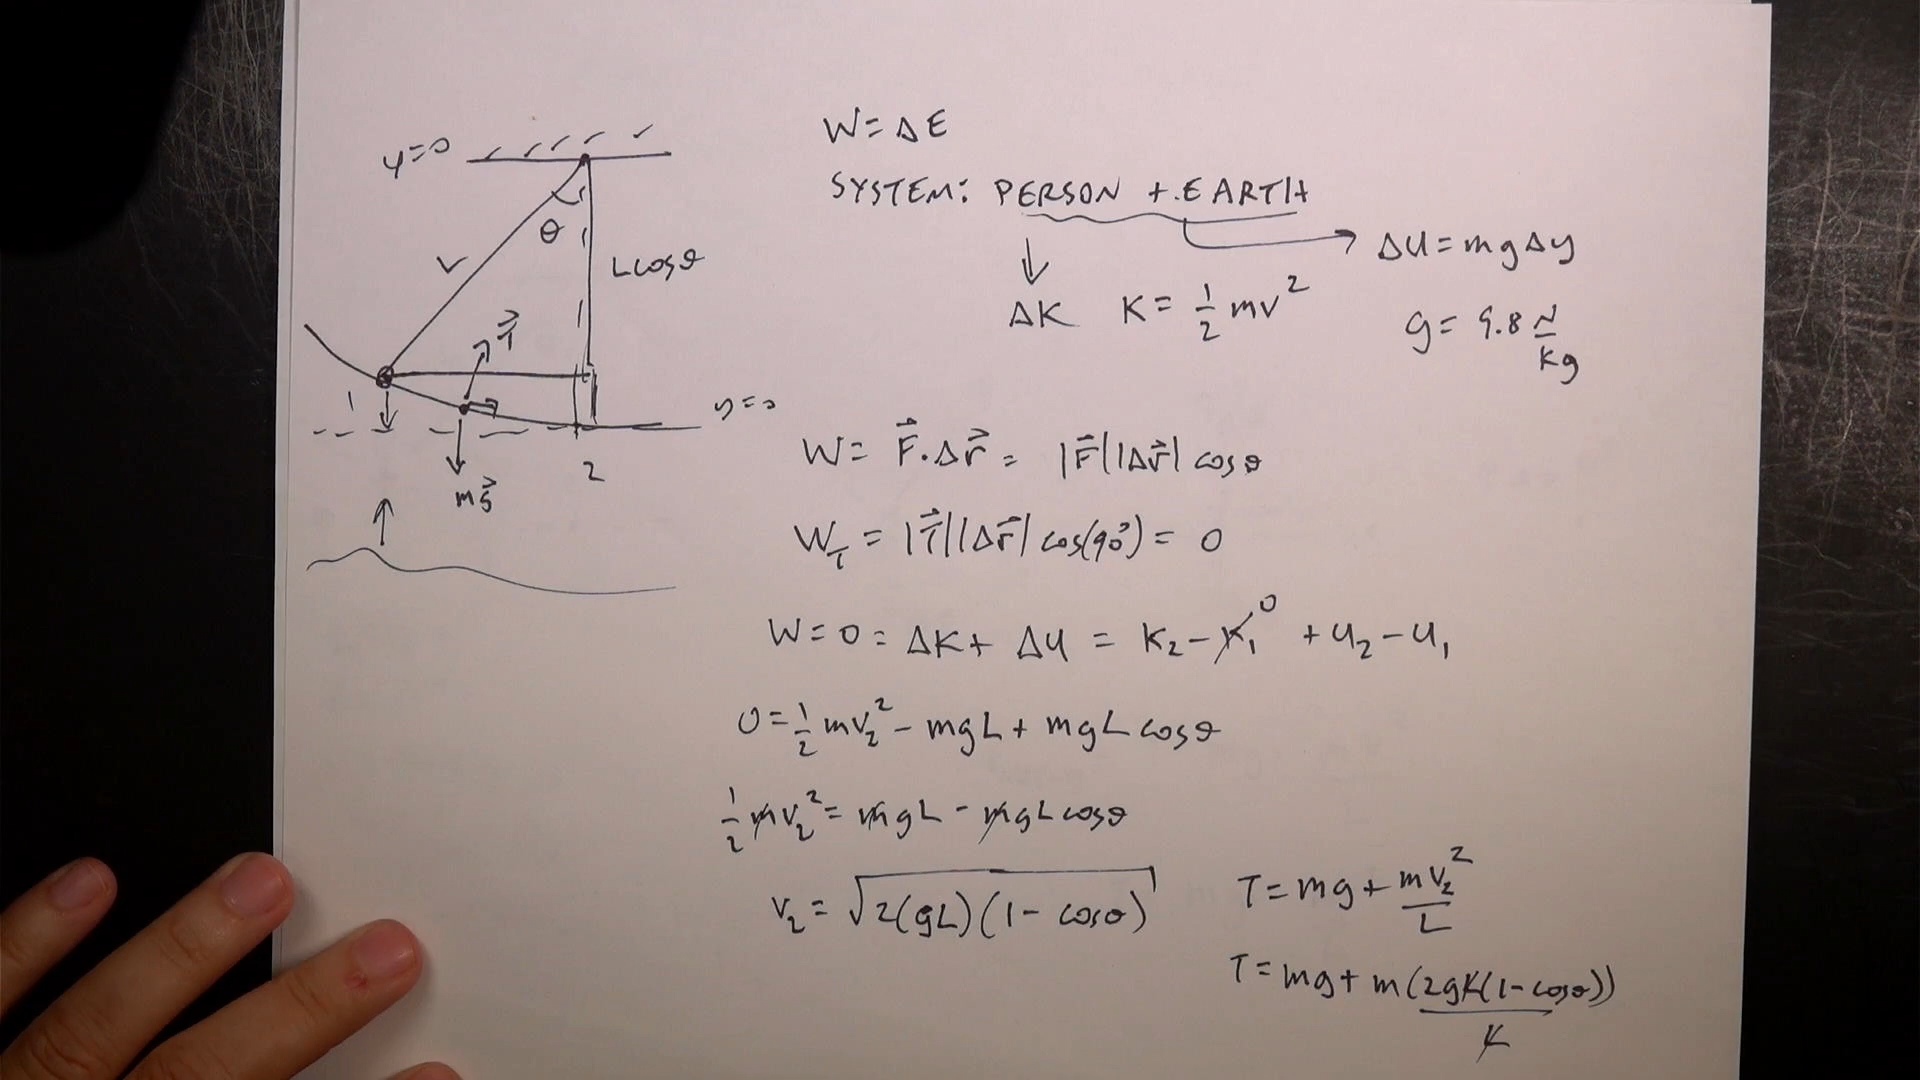 y=0
θ
L
Lcosθ
T⃗
1
y=0
2
mg⃗
W=ΔE
SYSTEM: PERSON + EARTH
ΔU=mgΔy
ΔK K=½mv²
g= 9.8 N/kg
W= F⃗·Δr⃗ = |F⃗||Δr⃗| cosθ
W_T = |T⃗||Δr⃗| cos(90°) = 0
W=0=ΔK+ΔU = K₂-K₁ 0 +U₂-U₁
0=½mv₂²-mgL+mgLcosθ
½mv₂²=mgL-mgLcosθ
v₂=√2(gL)(1-cosθ)
T=mg+mv₂²/L
T=mg+m(2gL(1-cosθ))/L